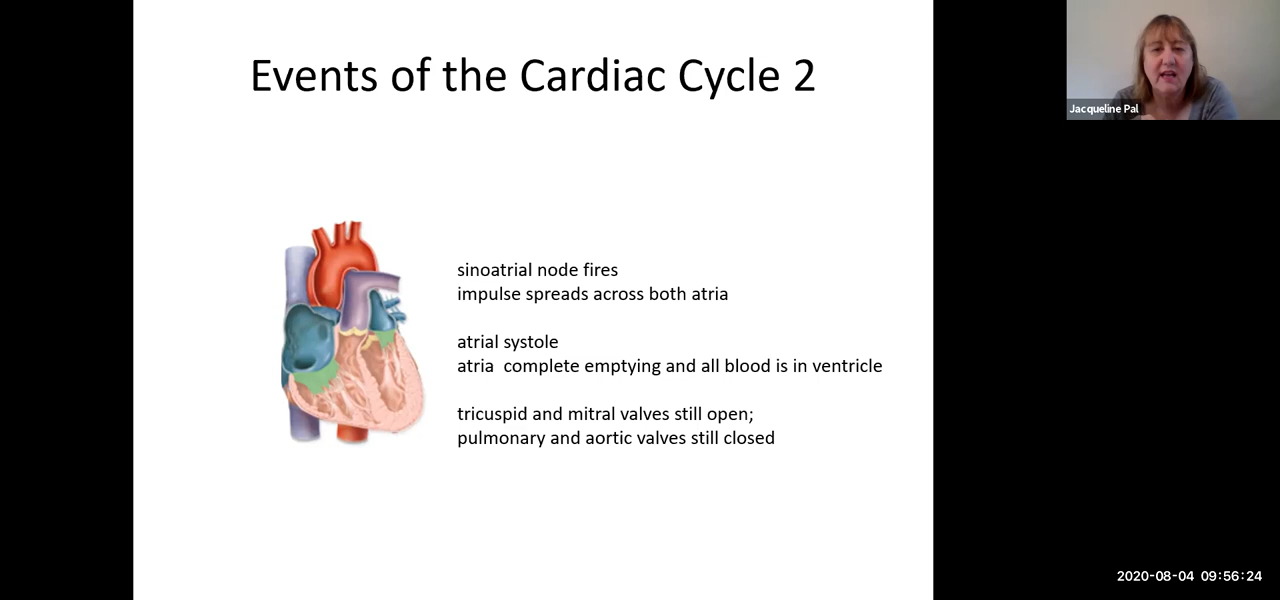 Events of the Cardiac Cycle 2
Jacqueline Pal
sinoatrial node fires
impulse spreads across both atria
atrial systole
atria  complete emptying and all blood is in ventricle
tricuspid and mitral valves still open;
pulmonary and aortic valves still closed
2020-08-04 09:56:24